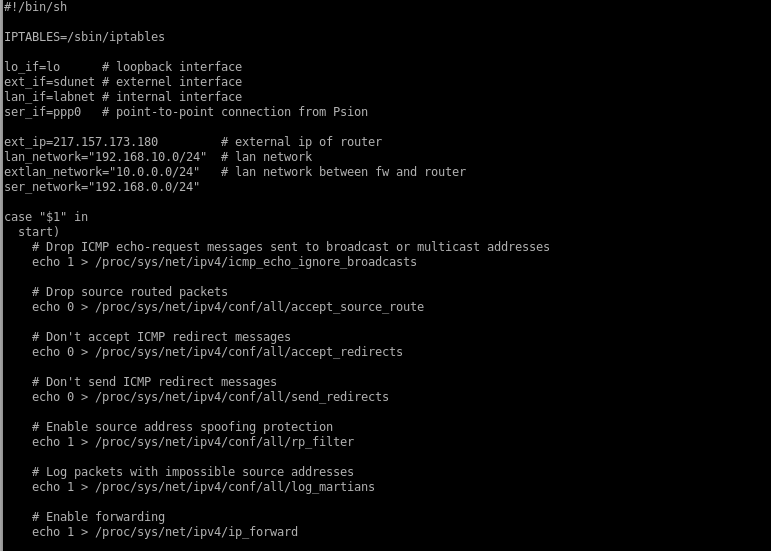 #!/bin/sh

IPTABLES=/sbin/iptables

lo_if=lo      # loopback interface
ext_if=sdunet # externel interface
lan_if=labnet # internal interface
ser_if=ppp0   # point-to-point connection from Psion

ext_ip=217.157.173.180         # external ip of router
lan_network="192.168.10.0/24"  # lan network
extlan_network="10.0.0.0/24"   # lan network between fw and router
ser_network="192.168.0.0/24"

case "$1" in
  start)
    # Drop ICMP echo-request messages sent to broadcast or multicast addresses
    echo 1 > /proc/sys/net/ipv4/icmp_echo_ignore_broadcasts

    # Drop source routed packets
    echo 0 > /proc/sys/net/ipv4/conf/all/accept_source_route

    # Don't accept ICMP redirect messages
    echo 0 > /proc/sys/net/ipv4/conf/all/accept_redirects

    # Don't send ICMP redirect messages
    echo 0 > /proc/sys/net/ipv4/conf/all/send_redirects

    # Enable source address spoofing protection
    echo 1 > /proc/sys/net/ipv4/conf/all/rp_filter

    # Log packets with impossible source addresses
    echo 1 > /proc/sys/net/ipv4/conf/all/log_martians

    # Enable forwarding
    echo 1 > /proc/sys/net/ipv4/ip_forward